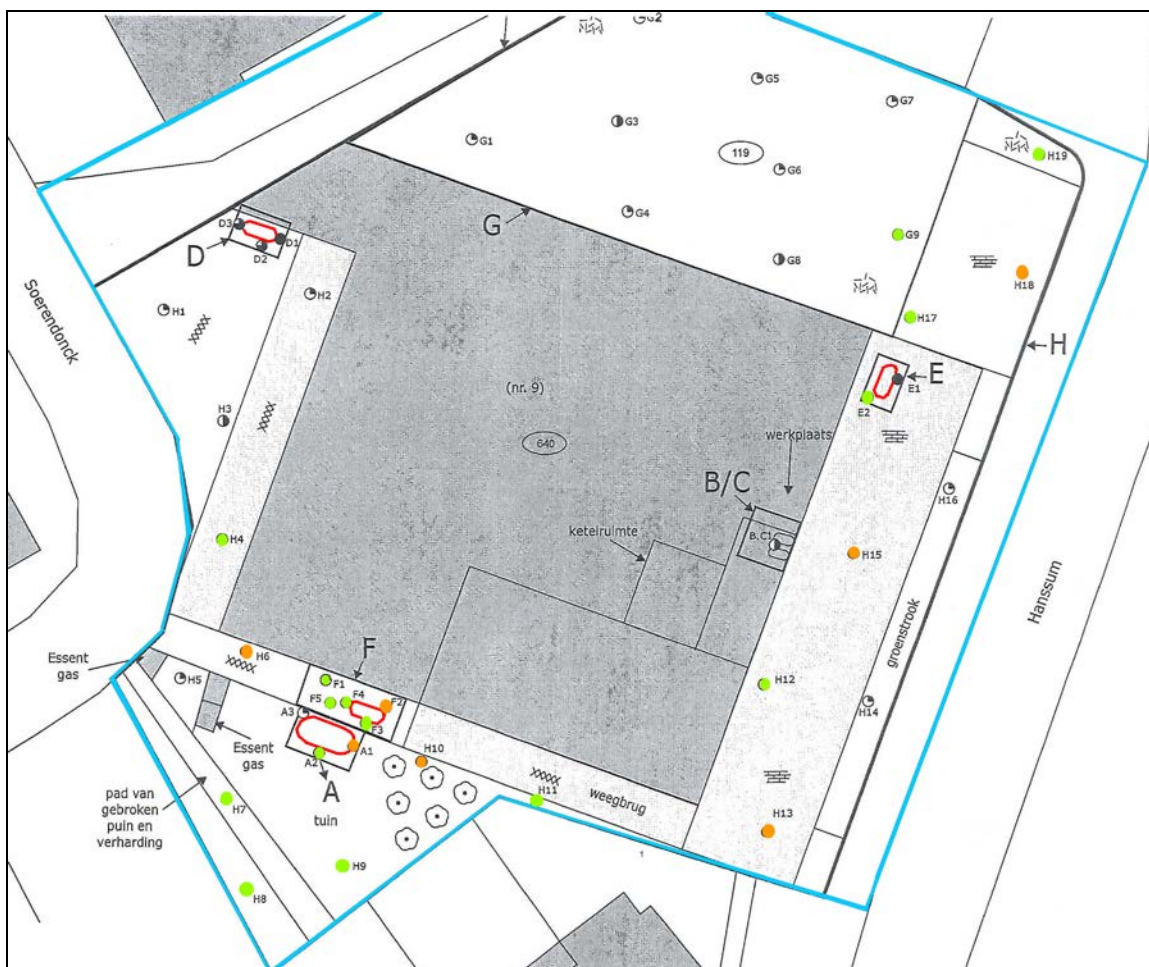 G2
G5
G7
G3
G1
119
H19
G6
G4
D3
D1
G
G9
D
D2
G8
H18
H2
H1
H17
Soerendonck
H
E
E1
(nr. 9)
E2
H3
werkplaats
640
B/C
H16
ketelruimte
B.C1
H4
H15
Hanssum
groenstrook
Essent
gas
H6
F
H5
F1
H12
F5
F4
F2
H14
A3
F3
Essent
gas
A1
H10
A2
A
pad van
gebroken
puin en
verharding
H7
tuin
H11
weegbrug
H13
H9
H8
1